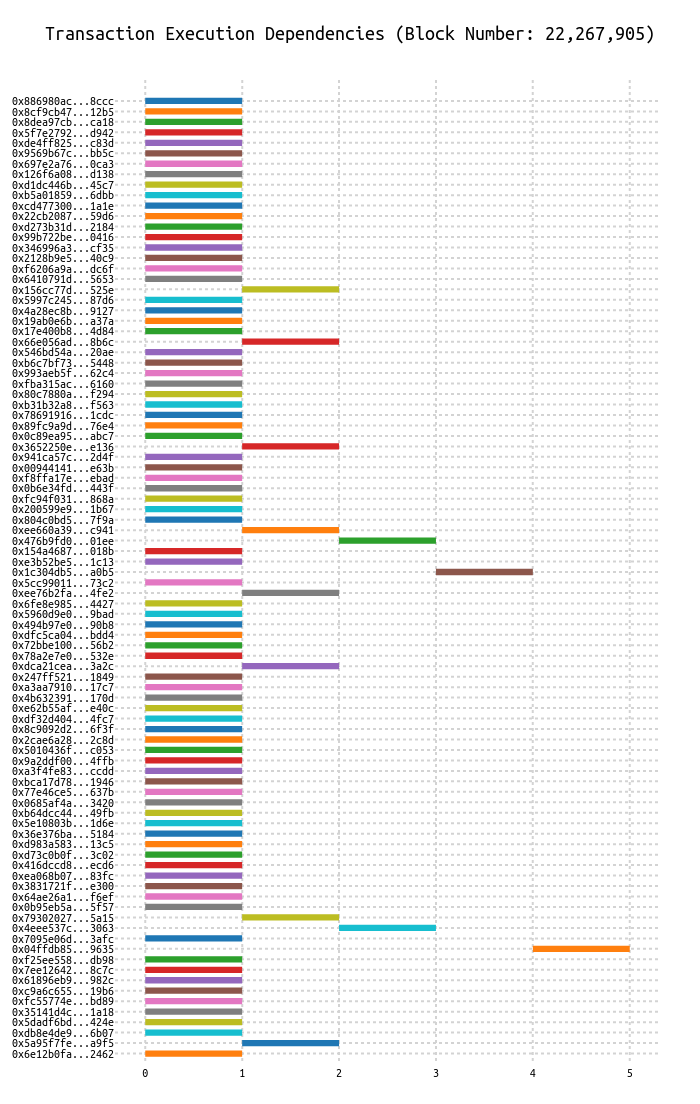 Transaction Execution Dependencies (Block Number: 22,267,905)
0x886980ac...8ccc
0x8cf9cb47...12b5
0x8dea97cb...ca18
0x5f7e2792...d942
0xde4ff825...c83d
0x9569b67c...bb5c
0x697e2a76...0ca3
0x126f6a08...d138
0xd1dc446b...45c7
0xb5a01859...6dbb
0xcd477300...1a1e
0x22cb2087...59d6
0xd273b31d...2184
0x99b722be...0416
0x346996a3...cf35
0x2128b9e5...40c9
0xf6206a9a...dc6f
0x6410791d...5653
0x156cc77d...525e
0x5997c245...87d6
0x4a28ec8b...9127
0x19ab0e6b...a37a
0x17e400b8...4d84
0x66e056ad...8b6c
0x546bd54a...20ae
0xb6c7bf73...5448
0x993aeb5f...62c4
0xfba315ac...6160
0x80c7880a...f294
0xb31b32a8...f563
0x78691916...1cdc
0x89fc9a9d...76e4
0x0c89ea95...abc7
0x3652250e...e136
0x941ca57c...2d4f
0x00944141...e63b
0xf8ffa17e...ebad
0x0b6e34fd...443f
0xfc94f031...868a
0x200599e9...1b67
0x804c0bd5...7f9a
0xee660a39...c941
0x476b9fd0...01ee
0x154a4687...018b
0xe3b52be5...1c13
0x1c304db5...a0b5
0x5cc99011...73c2
0xee76b2fa...4fe2
0x6fe8e985...4427
0x5960d9e0...9bad
0x494b97e0...90b8
0xdfc5ca04...bdd4
0x72bbe100...56b2
0x78a2e7e0...532e
0xdca21cea...3a2c
0x247ff521...1849
0xa3aa7910...17c7
0x4b632391...170d
0xe62b55af...e40c
0xdf32d404...4fc7
0x8c9092d2...6f3f
0x2cae6a28...2c8d
0x5010436f...c053
0x9a2ddf00...4ffb
0xa3f4fe83...ccdd
0xbca17d78...1946
0x77e46ce5...637b
0x0685af4a...3420
0xb64dcc44...49fb
0x5e10803b...1d6e
0x36e376ba...5184
0xd983a583...13c5
0xd73c0b0f...3c02
0x416dccd8...ecd6
0xea068b07...83fc
0x3831721f...e300
0x64ae26a1...f6ef
0x0b95eb5a...5f57
0x79302027...5a15
0x4eee537c...3063
0x7095e06d...3afc
0x04ffdb85...9635
0xf25ee558...db98
0x7ee12642...8c7c
0x61896eb9...982c
0xc9a6c655...19b6
0xfc55774e...bd89
0x35141d4c...1a18
0x5dadf6bd...424e
0xdb8e4de9...6b07
0x5a95f7fe...a9f5
0x6e12b0fa...2462
0 1 2 3 4 5